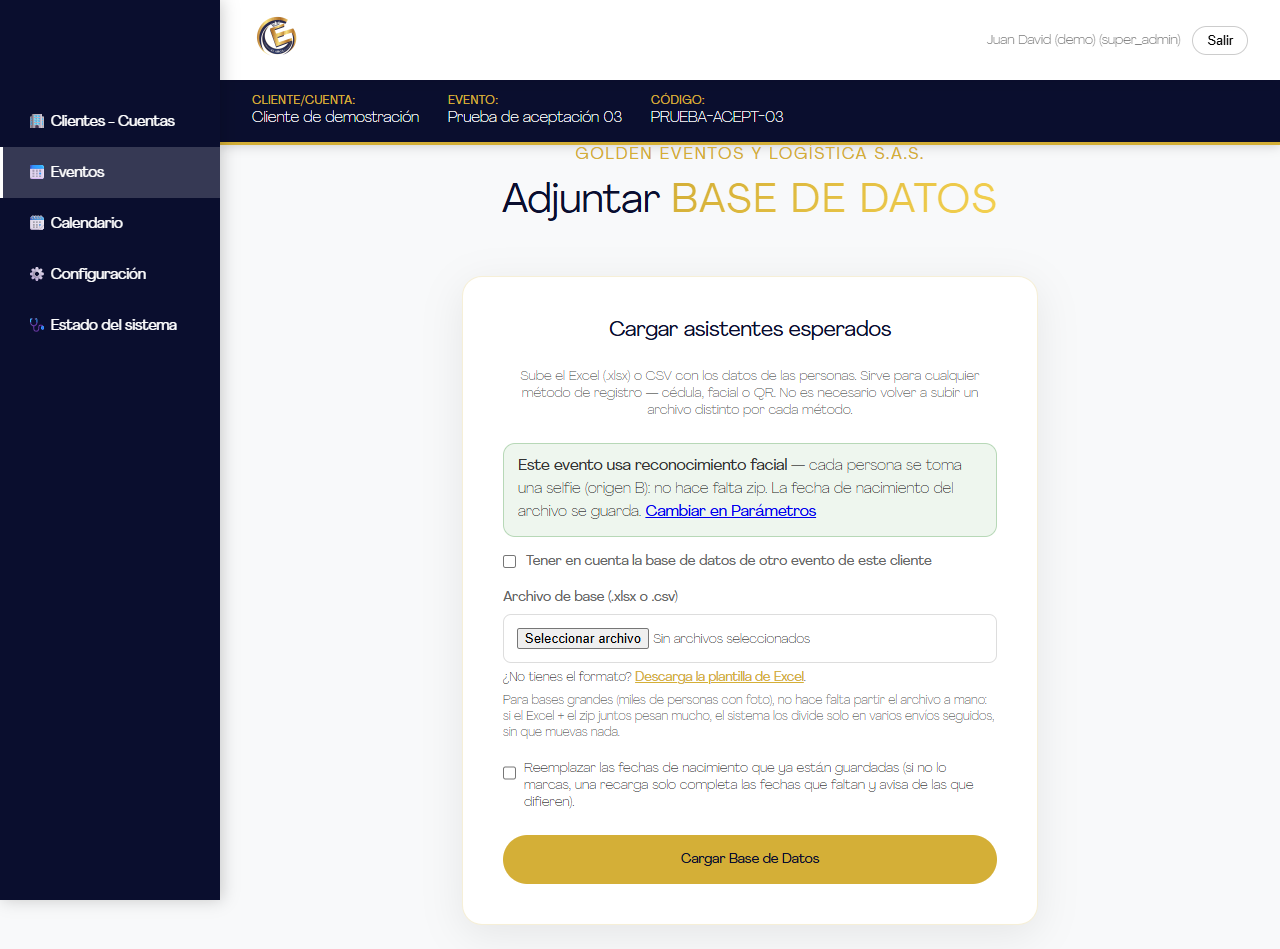 Juan David (demo) (super_admin)
Salir
CLIENTE/CUENTA:
Cliente de demostración
EVENTO:
Prueba de aceptación 03
CÓDIGO:
PRUEBA-ACEPT-03
Clientes - Cuentas
Eventos
Calendario
Configuración
Estado del sistema
GOLDEN EVENTOS Y LOGÍSTICA S.A.S.
Adjuntar BASE DE DATOS
Cargar asistentes esperados
Sube el Excel (.xlsx) o CSV con los datos de las personas. Sirve para cualquier
método de registro — cédula, facial o QR. No es necesario volver a subir un
archivo distinto por cada método.
Este evento usa reconocimiento facial — cada persona se toma
una selfie (origen B): no hace falta zip. La fecha de nacimiento del
archivo se guarda. Cambiar en Parámetros
Tener en cuenta la base de datos de otro evento de este cliente
Archivo de base (.xlsx o .csv)
Seleccionar archivo Sin archivos seleccionados
¿No tienes el formato? Descarga la plantilla de Excel.
Para bases grandes (miles de personas con foto), no hace falta partir el archivo a mano:
si el Excel + el zip juntos pesan mucho, el sistema los divide solo en varios envíos seguidos,
sin que muevas nada.
Reemplazar las fechas de nacimiento que ya están guardadas (si no lo
marcas, una recarga solo completa las fechas que faltan y avisa de las que
difieren).
Cargar Base de Datos